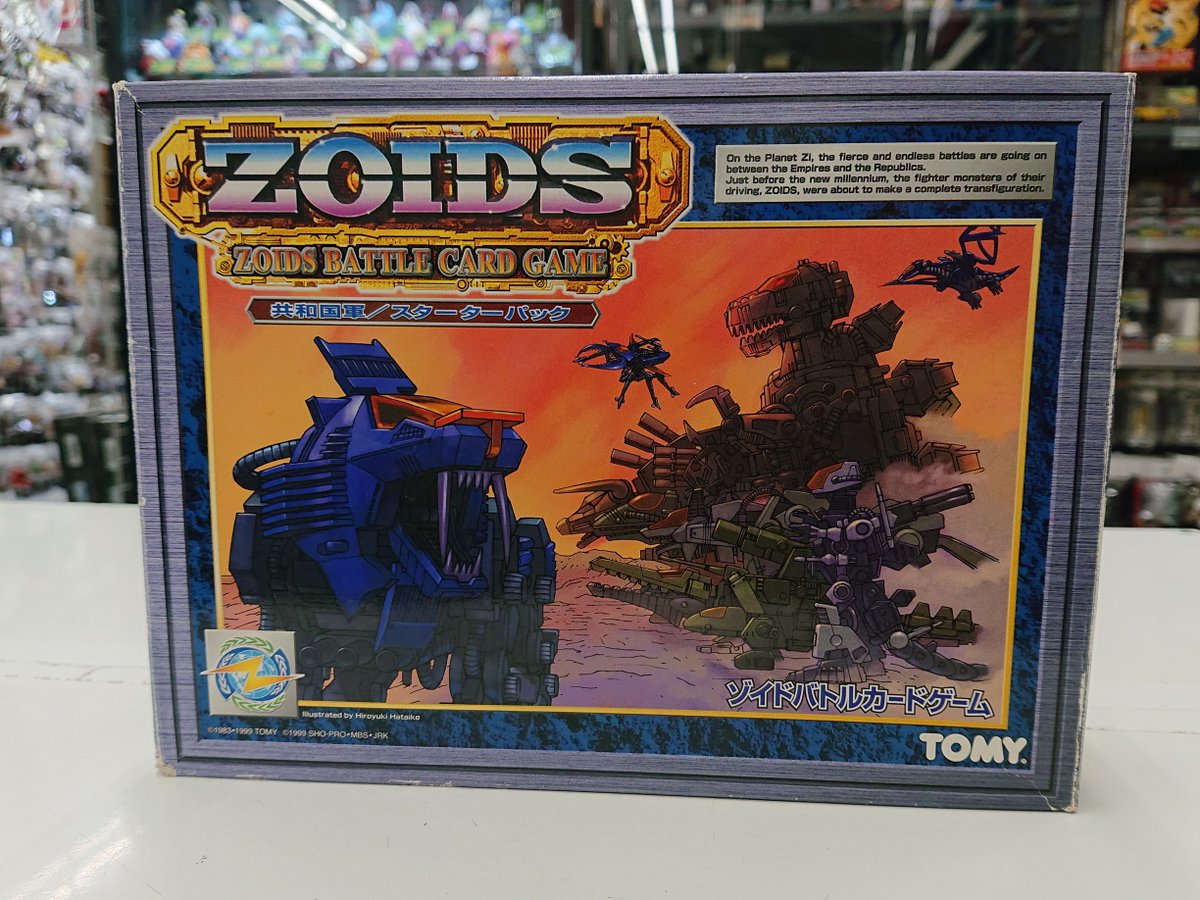 ZOIDS
ZOIDS BATTLE CARD GAME
共和国軍/スターターパック
On the Planet Zi, the fierce and endless battles are going on
between the Empires and the Republics.
Just before the new millennium, the fighter monsters of their
driving, ZOIDS, were about to make a complete transfiguration.
ゾイドバトルカードゲーム
Illustrated by Hiroyuki Hataike
©1983・1999 TOMY ©1999 SHO-PRO・MBS・JRK
TOMY.